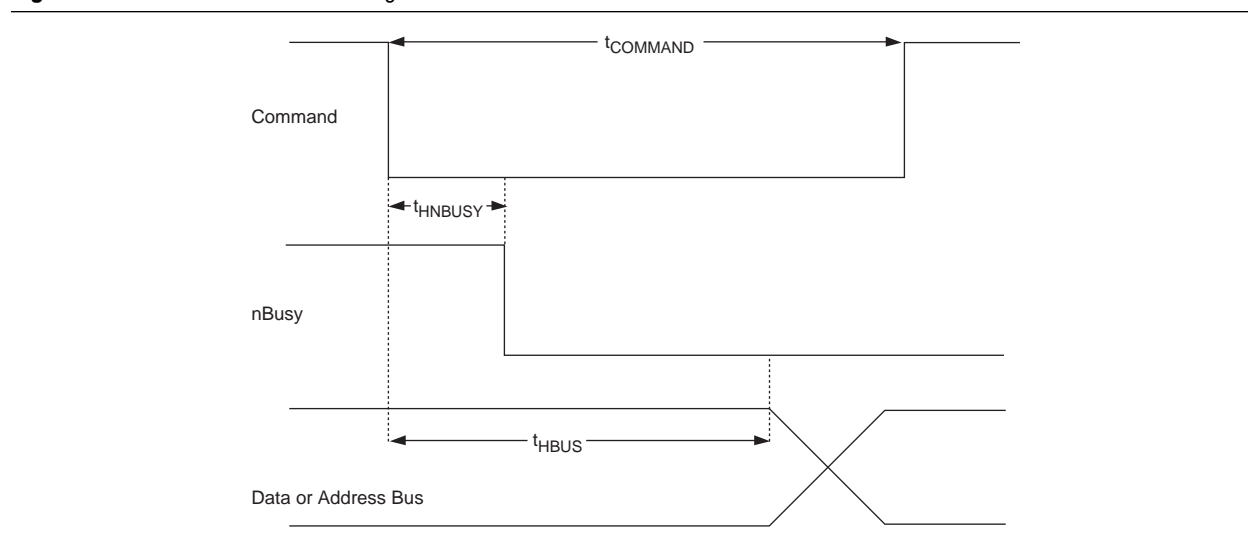 tCOMMAND
Command
tHNBUSY
nBusy
tHBUS
Data or Address Bus